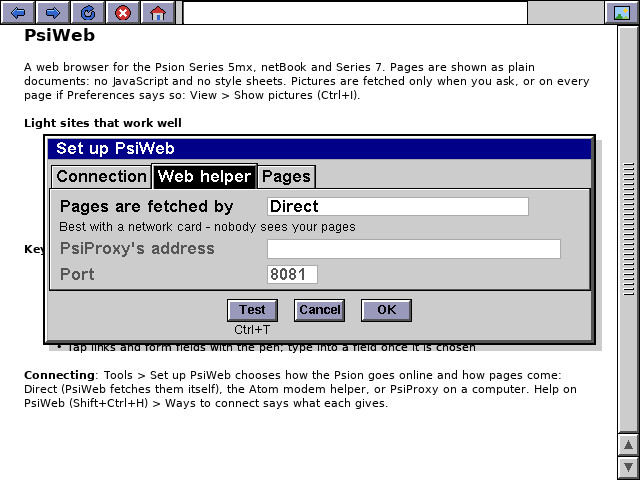 PsiWeb
A web browser for the Psion Series 5mx, netBook and Series 7. Pages are shown as plain
documents: no JavaScript and no style sheets. Pictures are fetched only when you ask, or on every
page if Preferences says so: View > Show pictures (Ctrl+I).
Light sites that work well
Set up PsiWeb
Connection Web helper Pages
Pages are fetched by Direct
Best with a network card - nobody sees your pages
PsiProxy's address
Port 8081
Test Cancel OK
Ctrl+T
• Tap links and form fields with the pen; type into a field once it is chosen
Connecting: Tools > Set up PsiWeb chooses how the Psion goes online and how pages come:
Direct (PsiWeb fetches them itself), the Atom modem helper, or PsiProxy on a computer. Help on
PsiWeb (Shift+Ctrl+H) > Ways to connect says what each gives.